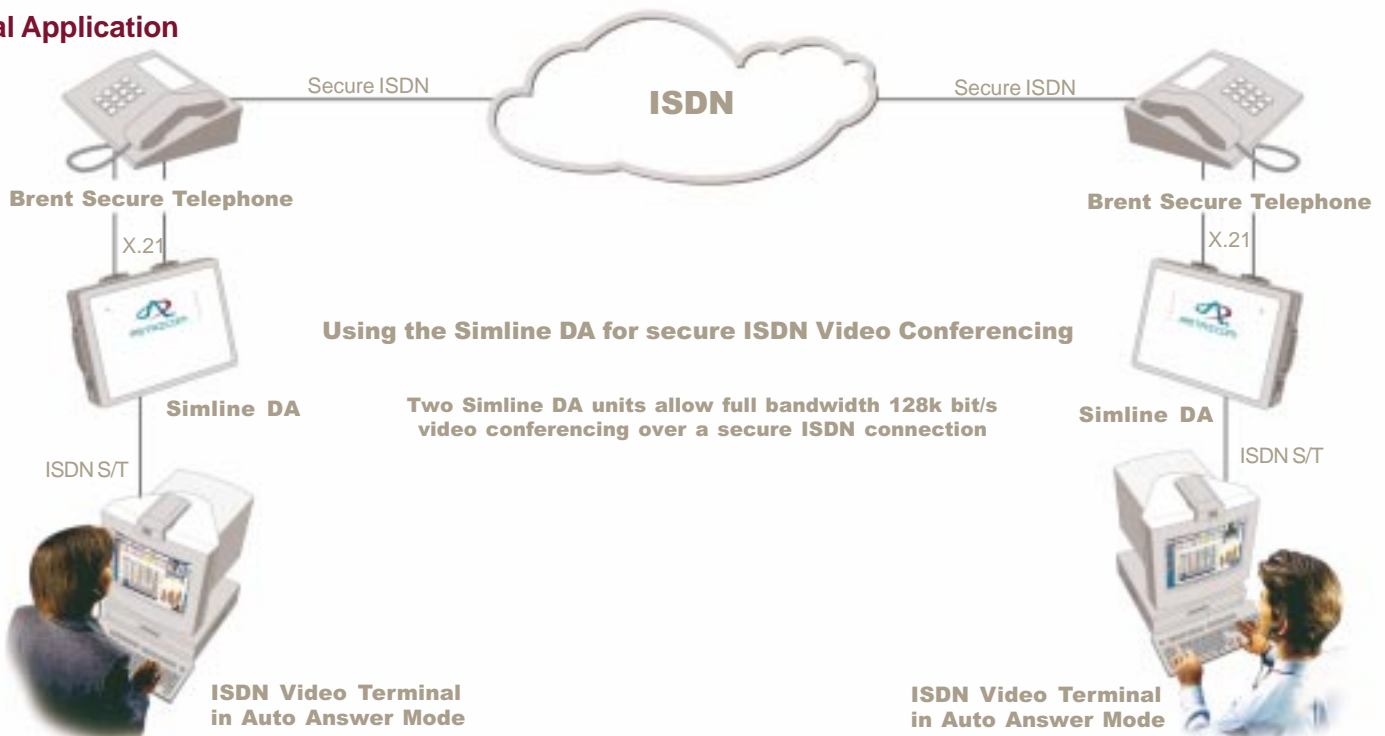 al Application
Secure ISDN
ISDN
Secure ISDN
Brent Secure Telephone
Brent Secure Telephone
X.21
X.21
Using the Simline DA for secure ISDN Video Conferencing
Simline DA
Two Simline DA units allow full bandwidth 128k bit/s
video conferencing over a secure ISDN connection
Simline DA
ISDN S/T
ISDN S/T
ISDN Video Terminal
in Auto Answer Mode
ISDN Video Terminal
in Auto Answer Mode